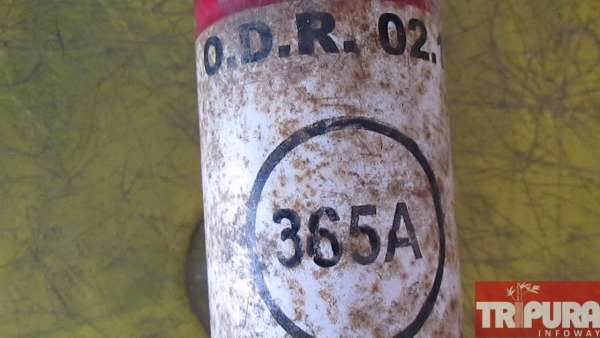 O.D.R. 02.
365A
TRIPURA
INFOWAY